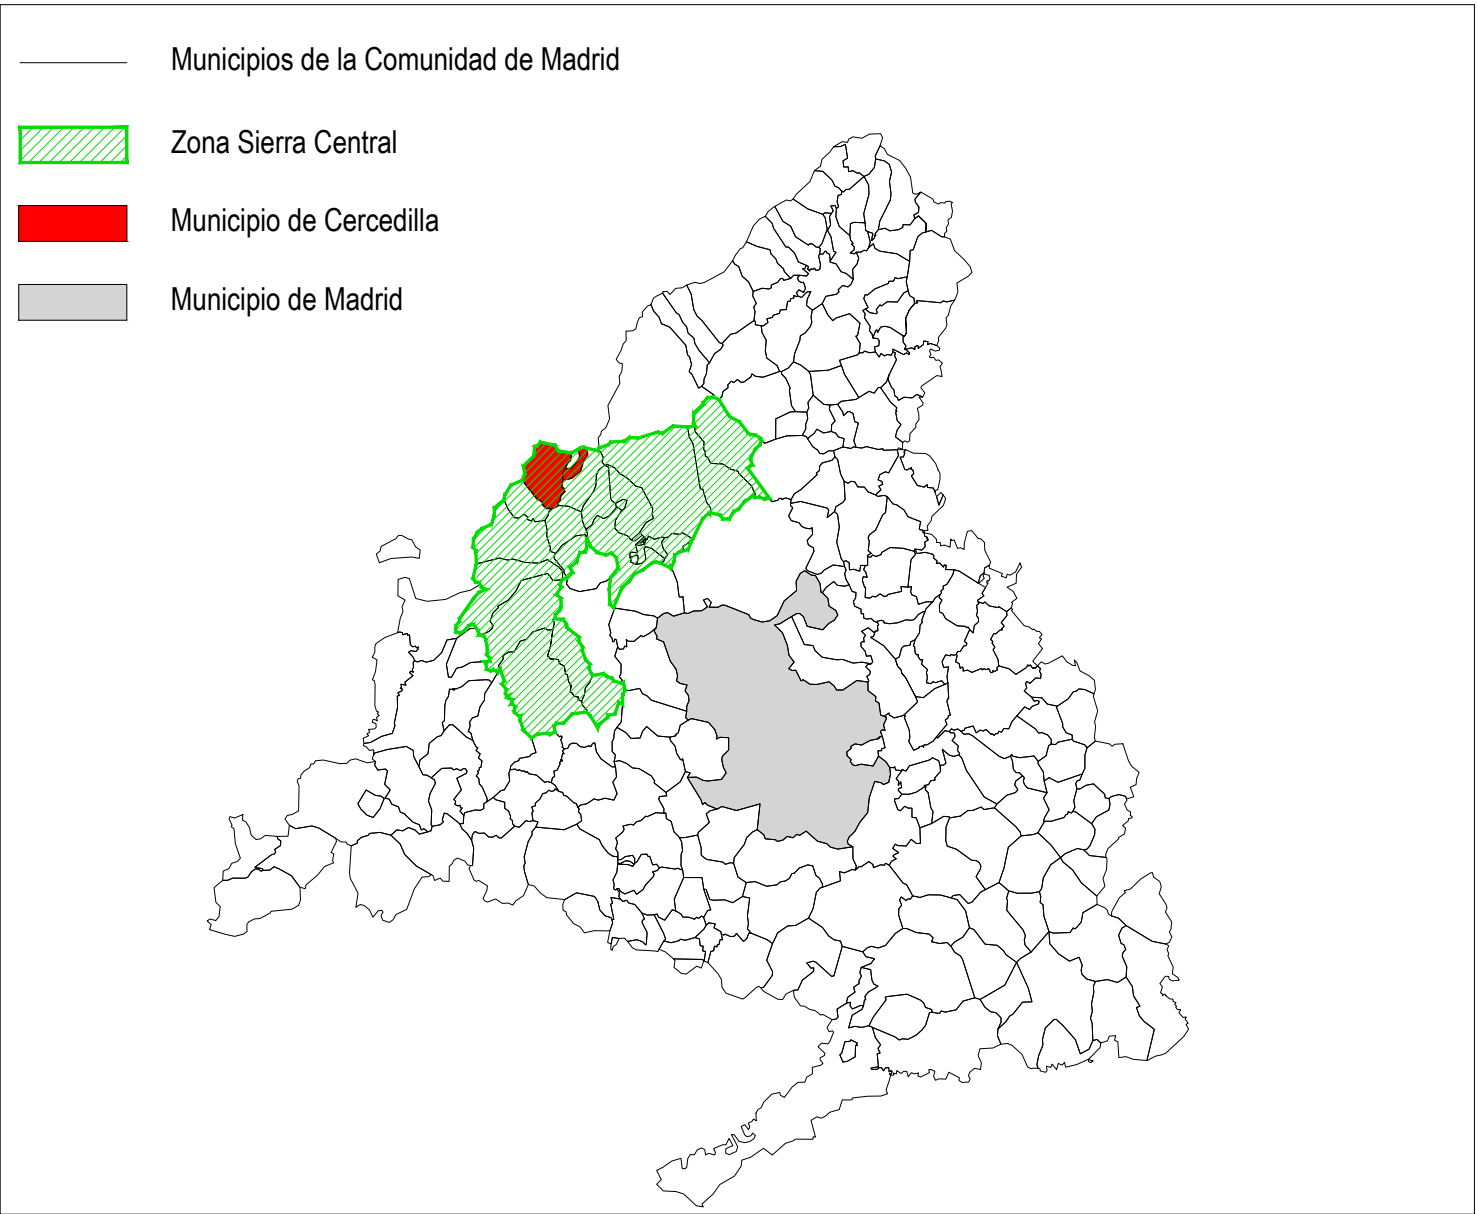 Municipios de la Comunidad de Madrid
Zona Sierra Central
Municipio de Cercedilla
Municipio de Madrid